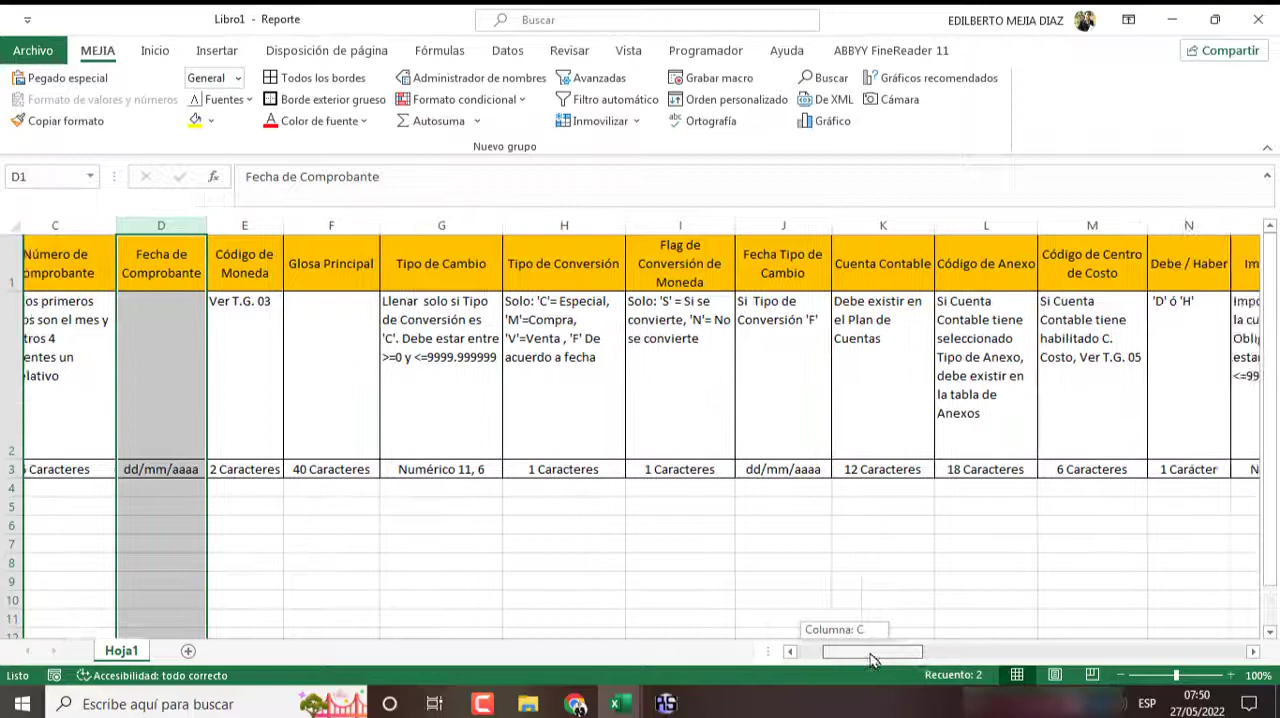 Libro1 - Reporte
Buscar
EDILBERTO MEJIA DIAZ
Archivo
MEJIA
Inicio
Insertar
Disposición de página
Fórmulas
Datos
Revisar
Vista
Programador
Ayuda
ABBYY FineReader 11
Compartir
Pegado especial
General
Todos los bordes
Administrador de nombres
Avanzadas
Grabar macro
Buscar
Gráficos recomendados
Formato de valores y números
Fuentes
Borde exterior grueso
Formato condicional
Filtro automático
Orden personalizado
De XML
Cámara
Copiar formato
Color de fuente
Autosuma
Inmovilizar
Ortografía
Gráfico
Nuevo grupo
D1
fx
Fecha de Comprobante
C D E F G H I J K L M N
1
Número de
omprobante
Fecha de
Comprobante
Código de
Moneda
Glosa Principal
Tipo de Cambio
Tipo de Conversión
Flag de
Conversión de
Moneda
Fecha Tipo de
Cambio
Cuenta Contable
Código de Anexo
Código de Centro
de Costo
Debe / Haber
Im
2
os primeros
os son el mes y
tros 4
entes un
lativo
Ver T.G. 03
Llenar solo si Tipo
de Conversión es
'C'. Debe estar entre
>=0 y <=9999.999999
Solo: 'C'= Especial,
'M'=Compra,
'V'=Venta , 'F' De
acuerdo a fecha
Solo: 'S' = Si se
convierte, 'N'= No
se convierte
Si Tipo de
Conversión 'F'
Debe existir en
el Plan de
Cuentas
Si Cuenta
Contable tiene
seleccionado
Tipo de Anexo,
debe existir en
la tabla de
Anexos
Si Cuenta
Contable tiene
habilitado C.
Costo, Ver T.G. 05
'D' ó 'H'
Impo
la cu
Oblig
esta
<=99
3
Caracteres
dd/mm/aaaa
2 Caracteres
40 Caracteres
Numérico 11, 6
1 Caracteres
1 Caracteres
dd/mm/aaaa
12 Caracteres
18 Caracteres
6 Caracteres
1 Carácter
N
4
5
6
7
8
9
10
11
12
Columna: C
Hoja1
Listo
Accesibilidad: todo correcto
Recuento: 2
100%
Escribe aquí para buscar
ESP
07:50
27/05/2022